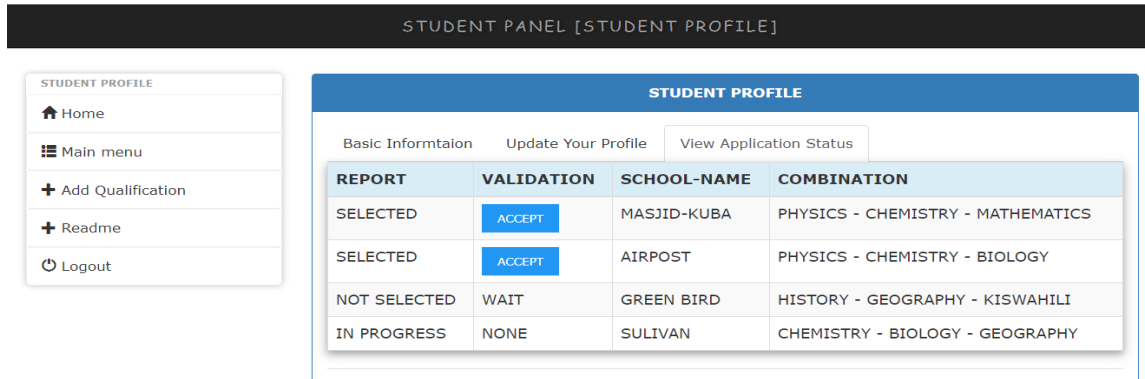 STUDENT PANEL [STUDENT PROFILE]
STUDENT PROFILE
Home
Main menu
Add Qualification
Readme
Logout
STUDENT PROFILE
Basic Informtaion Update Your Profile View Application Status
REPORT VALIDATION SCHOOL-NAME COMBINATION
SELECTED ACCEPT MASJID-KUBA PHYSICS - CHEMISTRY - MATHEMATICS
SELECTED ACCEPT AIRPOST PHYSICS - CHEMISTRY - BIOLOGY
NOT SELECTED WAIT GREEN BIRD HISTORY - GEOGRAPHY - KISWAHILI
IN PROGRESS NONE SULIVAN CHEMISTRY - BIOLOGY - GEOGRAPHY